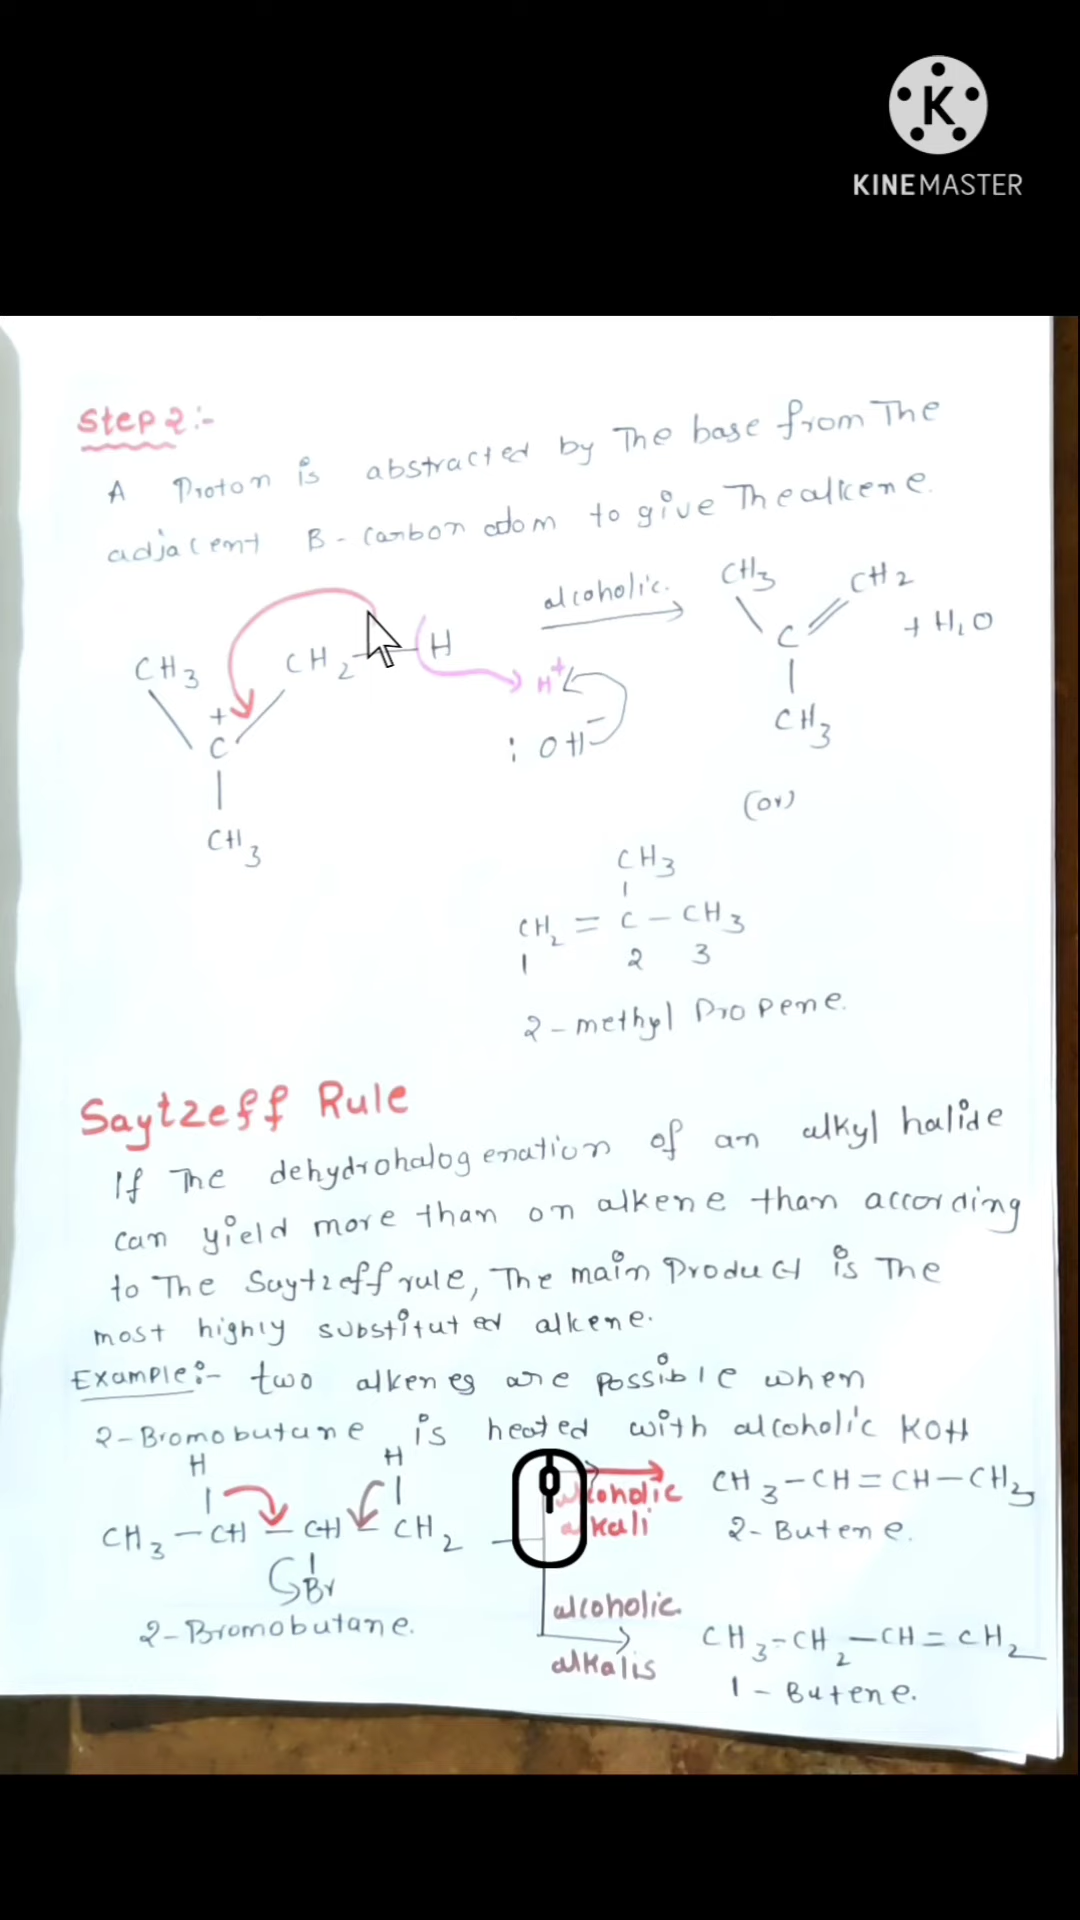 K
KINEMASTER
Step 2:-
A Proton is abstracted by The base from The
adjacent B - carbon atom to give The alkene.
CH3 CH2 — H alcoholic. CH3 CH2
+ C H+ C + H2O
: OH- CH3
CH3
(or)
CH3
CH2 = C — CH3
1 2 3
2 - methyl Propene.
Saytzeff Rule
If The dehydrohalogenation of an alkyl halide
can yield more than on alkene than according
to The Saytzeff rule, The main Product is The
most highly substituted alkene.
Example:- two alkenes are possible when
2-Bromobutane is heated with alcoholic KOH
H H
CH3 — CH — CH — CH2 alcoholic CH3 — CH = CH — CH3
Br alkali 2- Butene.
2-Bromobutane.
alcoholic. CH3 - CH2 — CH = CH2
alkalis 1 - Butene.